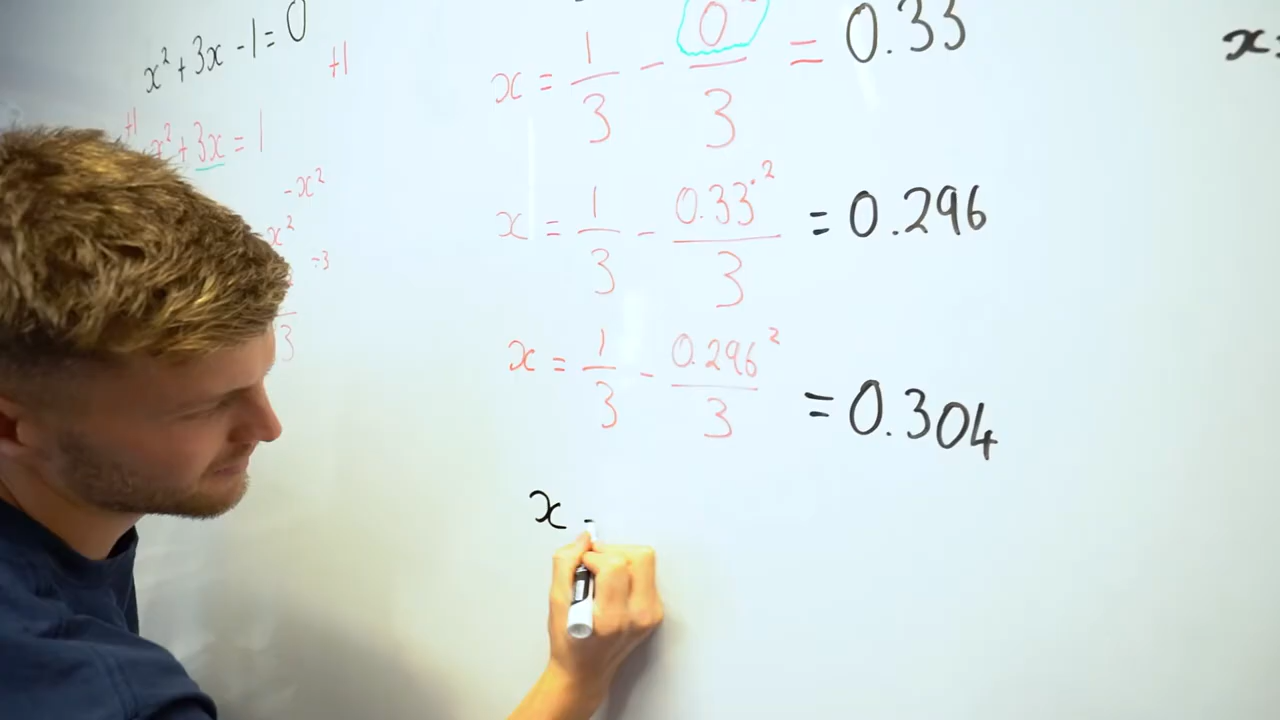 x² + 3x - 1 = 0
+1 +1
x² + 3x = 1
-x²
x²
÷3
3
x = 1/3 - 0²/3 = 0.33
x = 1/3 - 0.33²/3 = 0.296
x = 1/3 - 0.296²/3 = 0.304
x =
x =